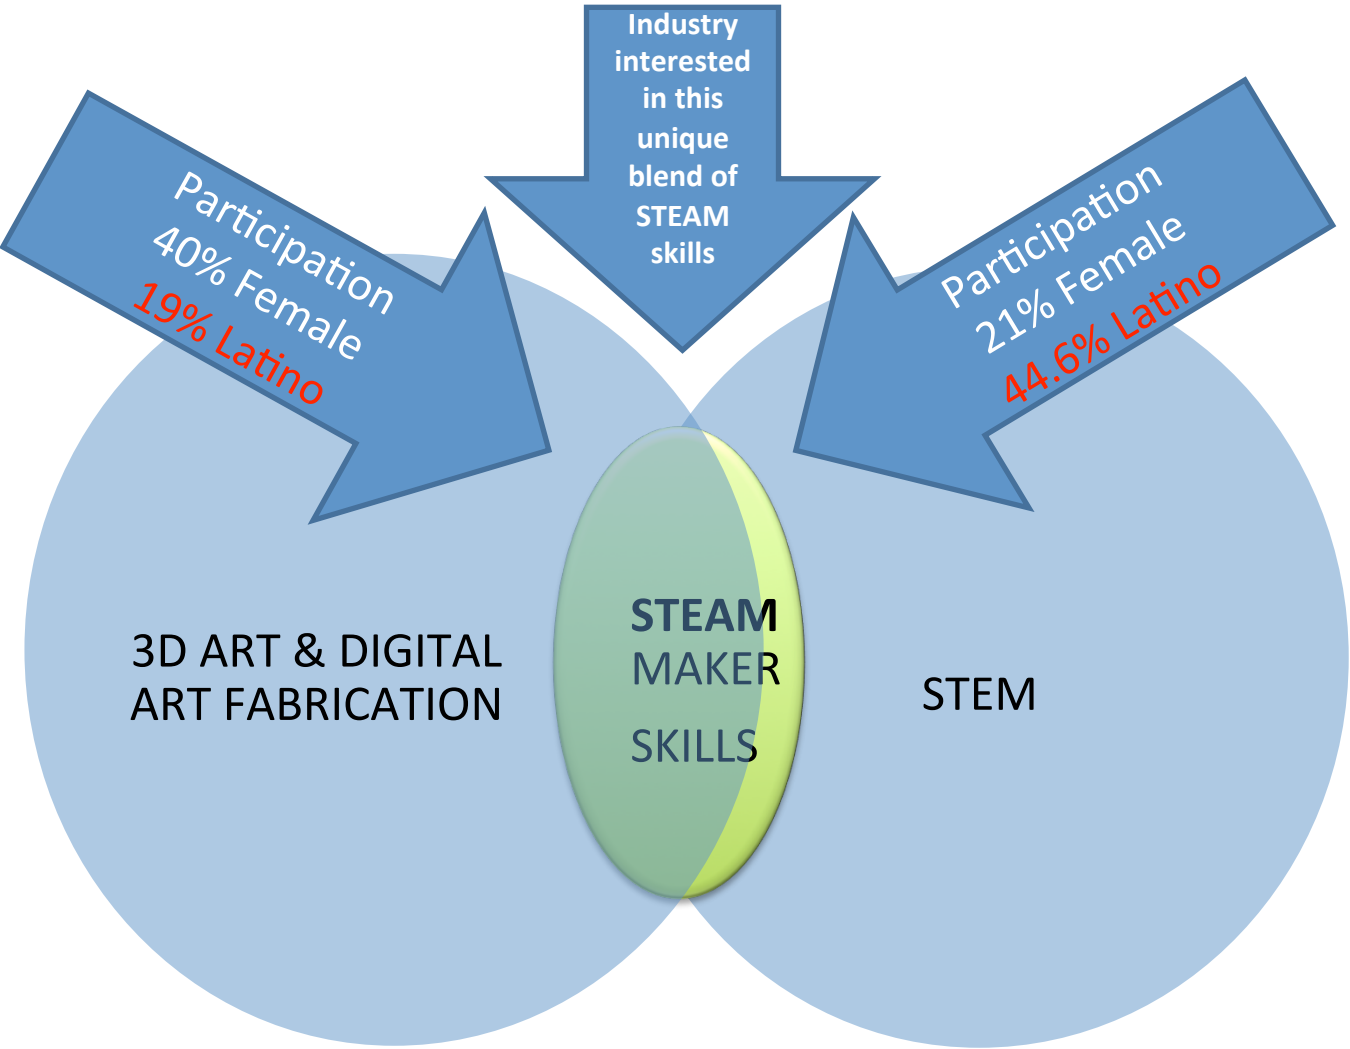 Industry
interested
in this
unique
blend of
STEAM
skills
Participation
40% Female
19% Latino
Participation
21% Female
44.6% Latino
3D ART & DIGITAL
ART FABRICATION
STEAM
MAKER
SKILLS
STEM